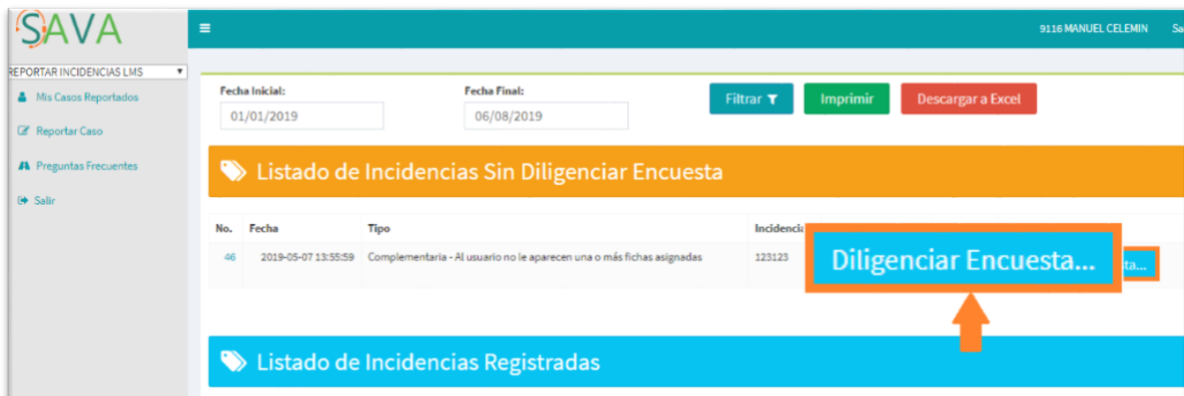 SAVA
9116 MANUEL CELEMIN Sa
REPORTAR INCIDENCIAS LMS
Mis Casos Reportados
Reportar Caso
Preguntas Frecuentes
Salir
Fecha Inicial: Fecha Final:
01/01/2019 06/08/2019 Filtrar Imprimir Descargar a Excel
Listado de Incidencias Sin Diligenciar Encuesta
No. Fecha Tipo Incidencia
46 2019-05-07 13:55:59 Complementaria - Al usuario no le aparecen una o más fichas asignadas 123123
Diligenciar Encuesta... ta...
Listado de Incidencias Registradas